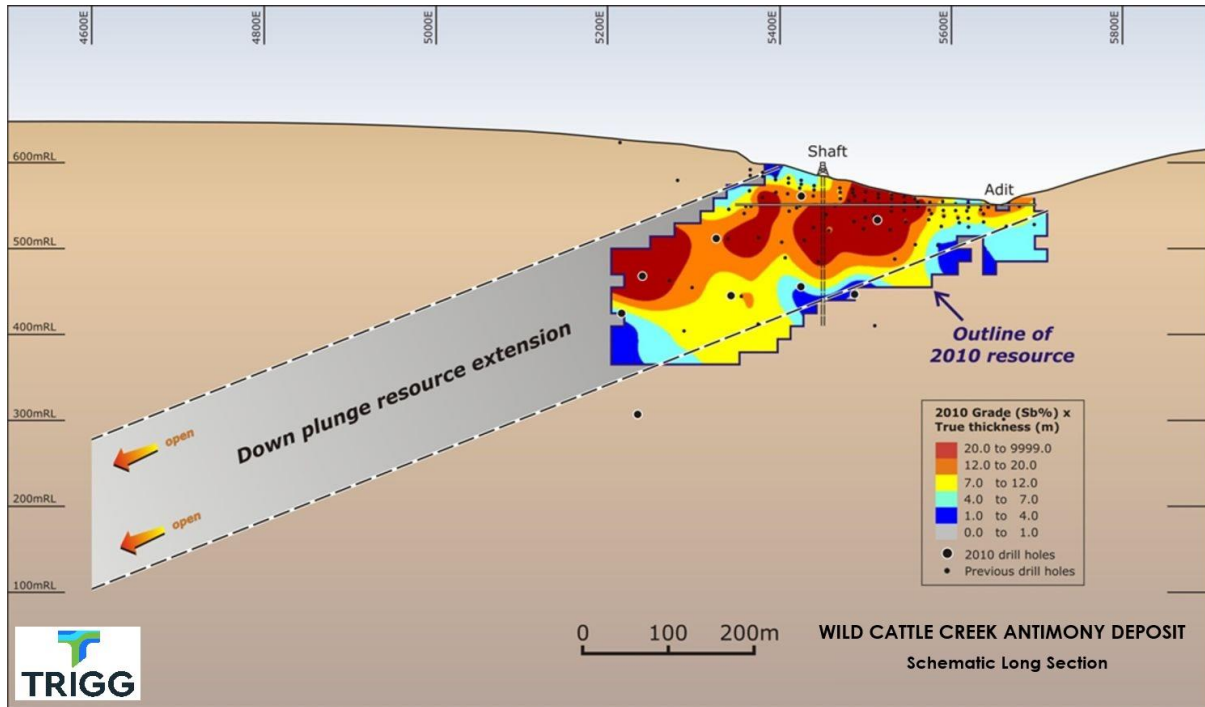 4600E
4800E
5000E
5200E
5400E
5600E
5800E
600mRL
500mRL
400mRL
300mRL
200mRL
100mRL
Shaft
Adit
Outline of
2010 resource
Down plunge resource extension
open
open
2010 Grade (Sb%) x
True thickness (m)
20.0 to 9999.0
12.0 to 20.0
7.0 to 12.0
4.0 to 7.0
1.0 to 4.0
0.0 to 1.0
2010 drill holes
Previous drill holes
0 100 200m
WILD CATTLE CREEK ANTIMONY DEPOSIT
Schematic Long Section
TRIGG